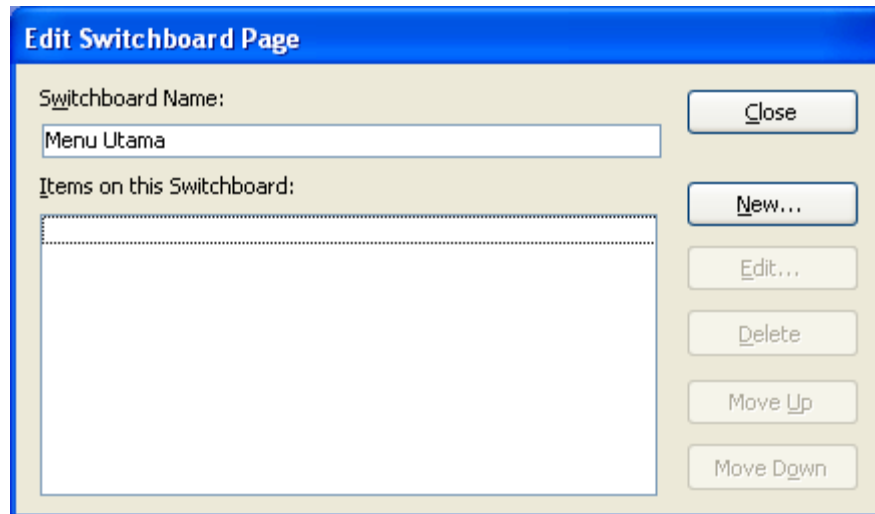 Edit Switchboard Page
Switchboard Name:
Close
Menu Utama
Items on this Switchboard:
New...
Edit...
Delete
Move Up
Move Down